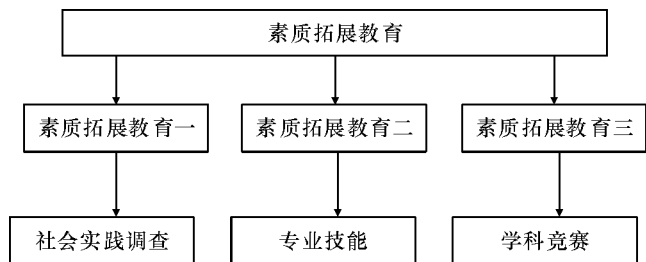 素质拓展教育
素质拓展教育一
素质拓展教育二
素质拓展教育三
社会实践调查
专业技能
学科竞赛